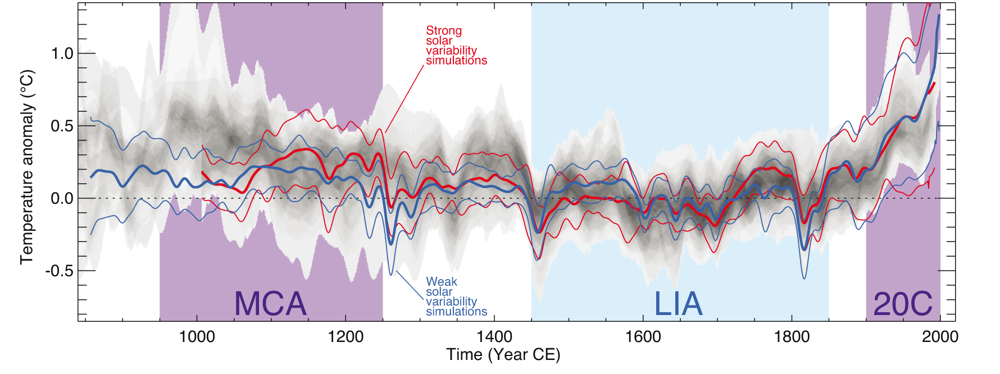 Temperature anomaly (°C)
1.0
0.5
0.0
-0.5
Strong
solar
variability
simulations
Weak
solar
variability
simulations
MCA
LIA
20C
1000
1200
1400
1600
1800
2000
Time (Year CE)